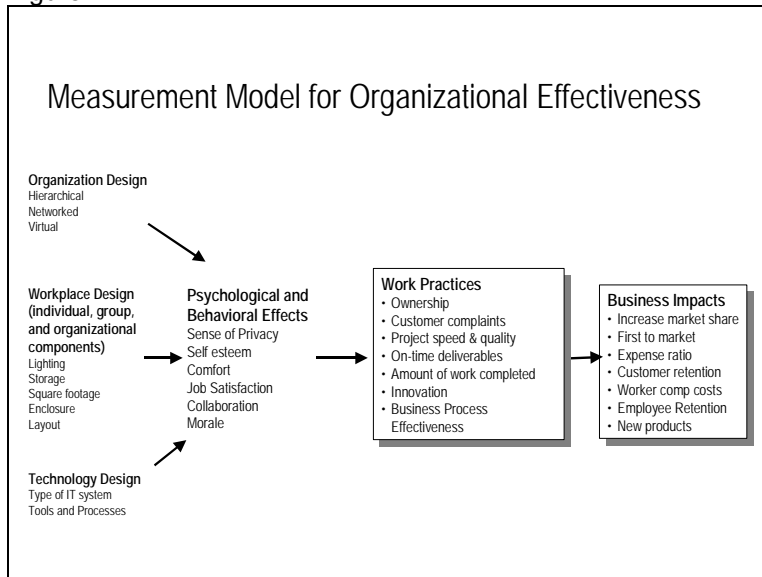 Measurement Model for Organizational Effectiveness
Organization Design
Hierarchical
Networked
Virtual
Workplace Design
(individual, group,
and organizational
components)
Lighting
Storage
Square footage
Enclosure
Layout
Technology Design
Type of IT system
Tools and Processes
Psychological and
Behavioral Effects
Sense of Privacy
Self esteem
Comfort
Job Satisfaction
Collaboration
Morale
Work Practices
• Ownership
• Customer complaints
• Project speed & quality
• On-time deliverables
• Amount of work completed
• Innovation
• Business Process
Effectiveness
Business Impacts
• Increase market share
• First to market
• Expense ratio
• Customer retention
• Worker comp costs
• Employee Retention
• New products